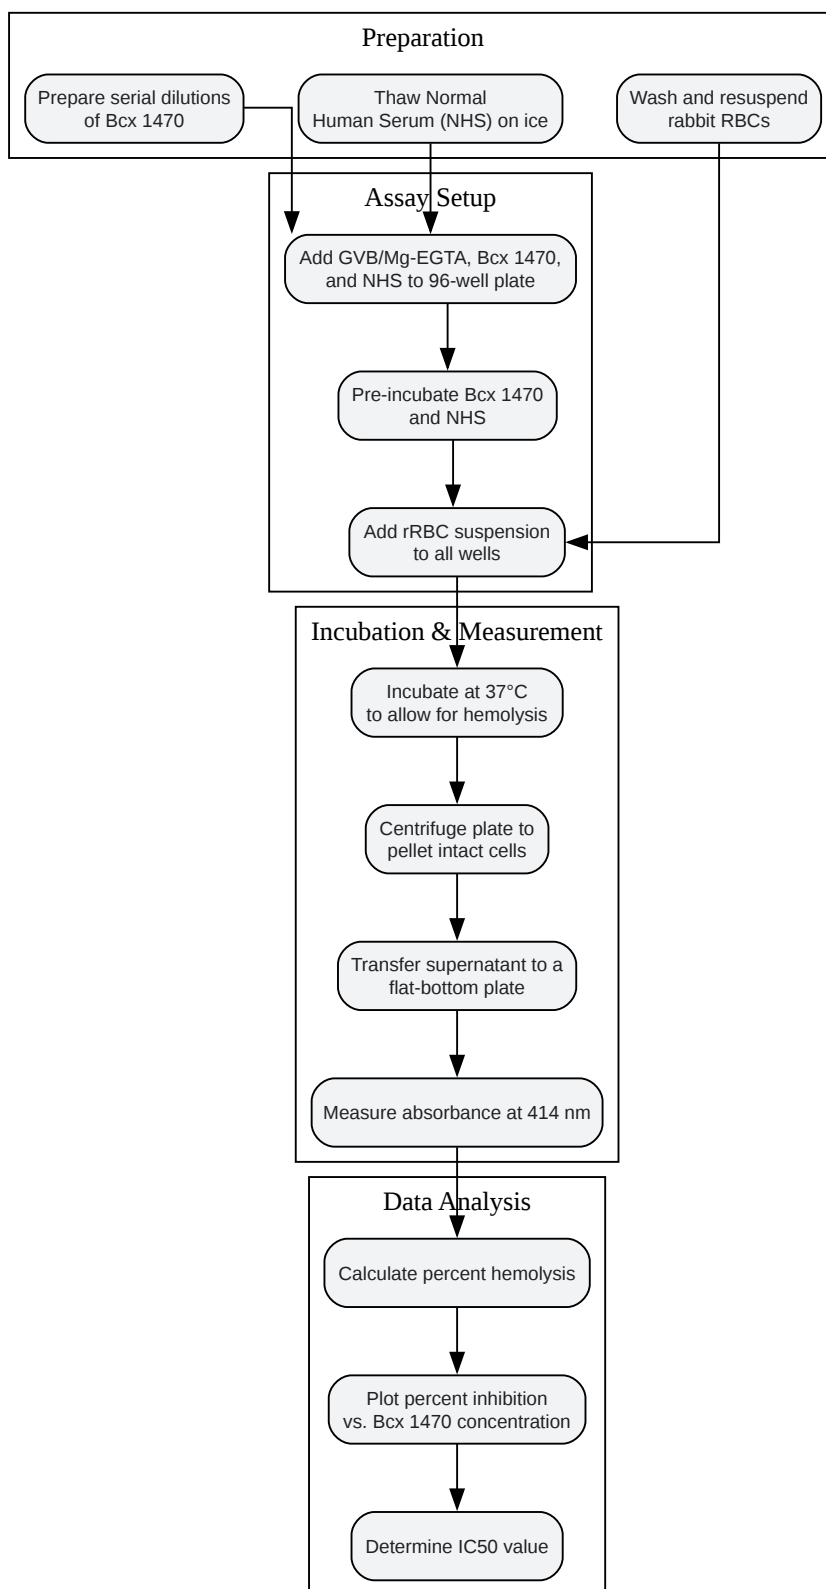 Preparation
Prepare serial dilutions
of Bcx 1470
Thaw Normal
Human Serum (NHS) on ice
Wash and resuspend
rabbit RBCs
Assay Setup
Add GVB/Mg-EGTA, Bcx 1470,
and NHS to 96-well plate
Pre-incubate Bcx 1470
and NHS
Add rRBC suspension
to all wells
Incubation & Measurement
Incubate at 37°C
to allow for hemolysis
Centrifuge plate to
pellet intact cells
Transfer supernatant to a
flat-bottom plate
Measure absorbance at 414 nm
Data Analysis
Calculate percent hemolysis
Plot percent inhibition
vs. Bcx 1470 concentration
Determine IC50 value